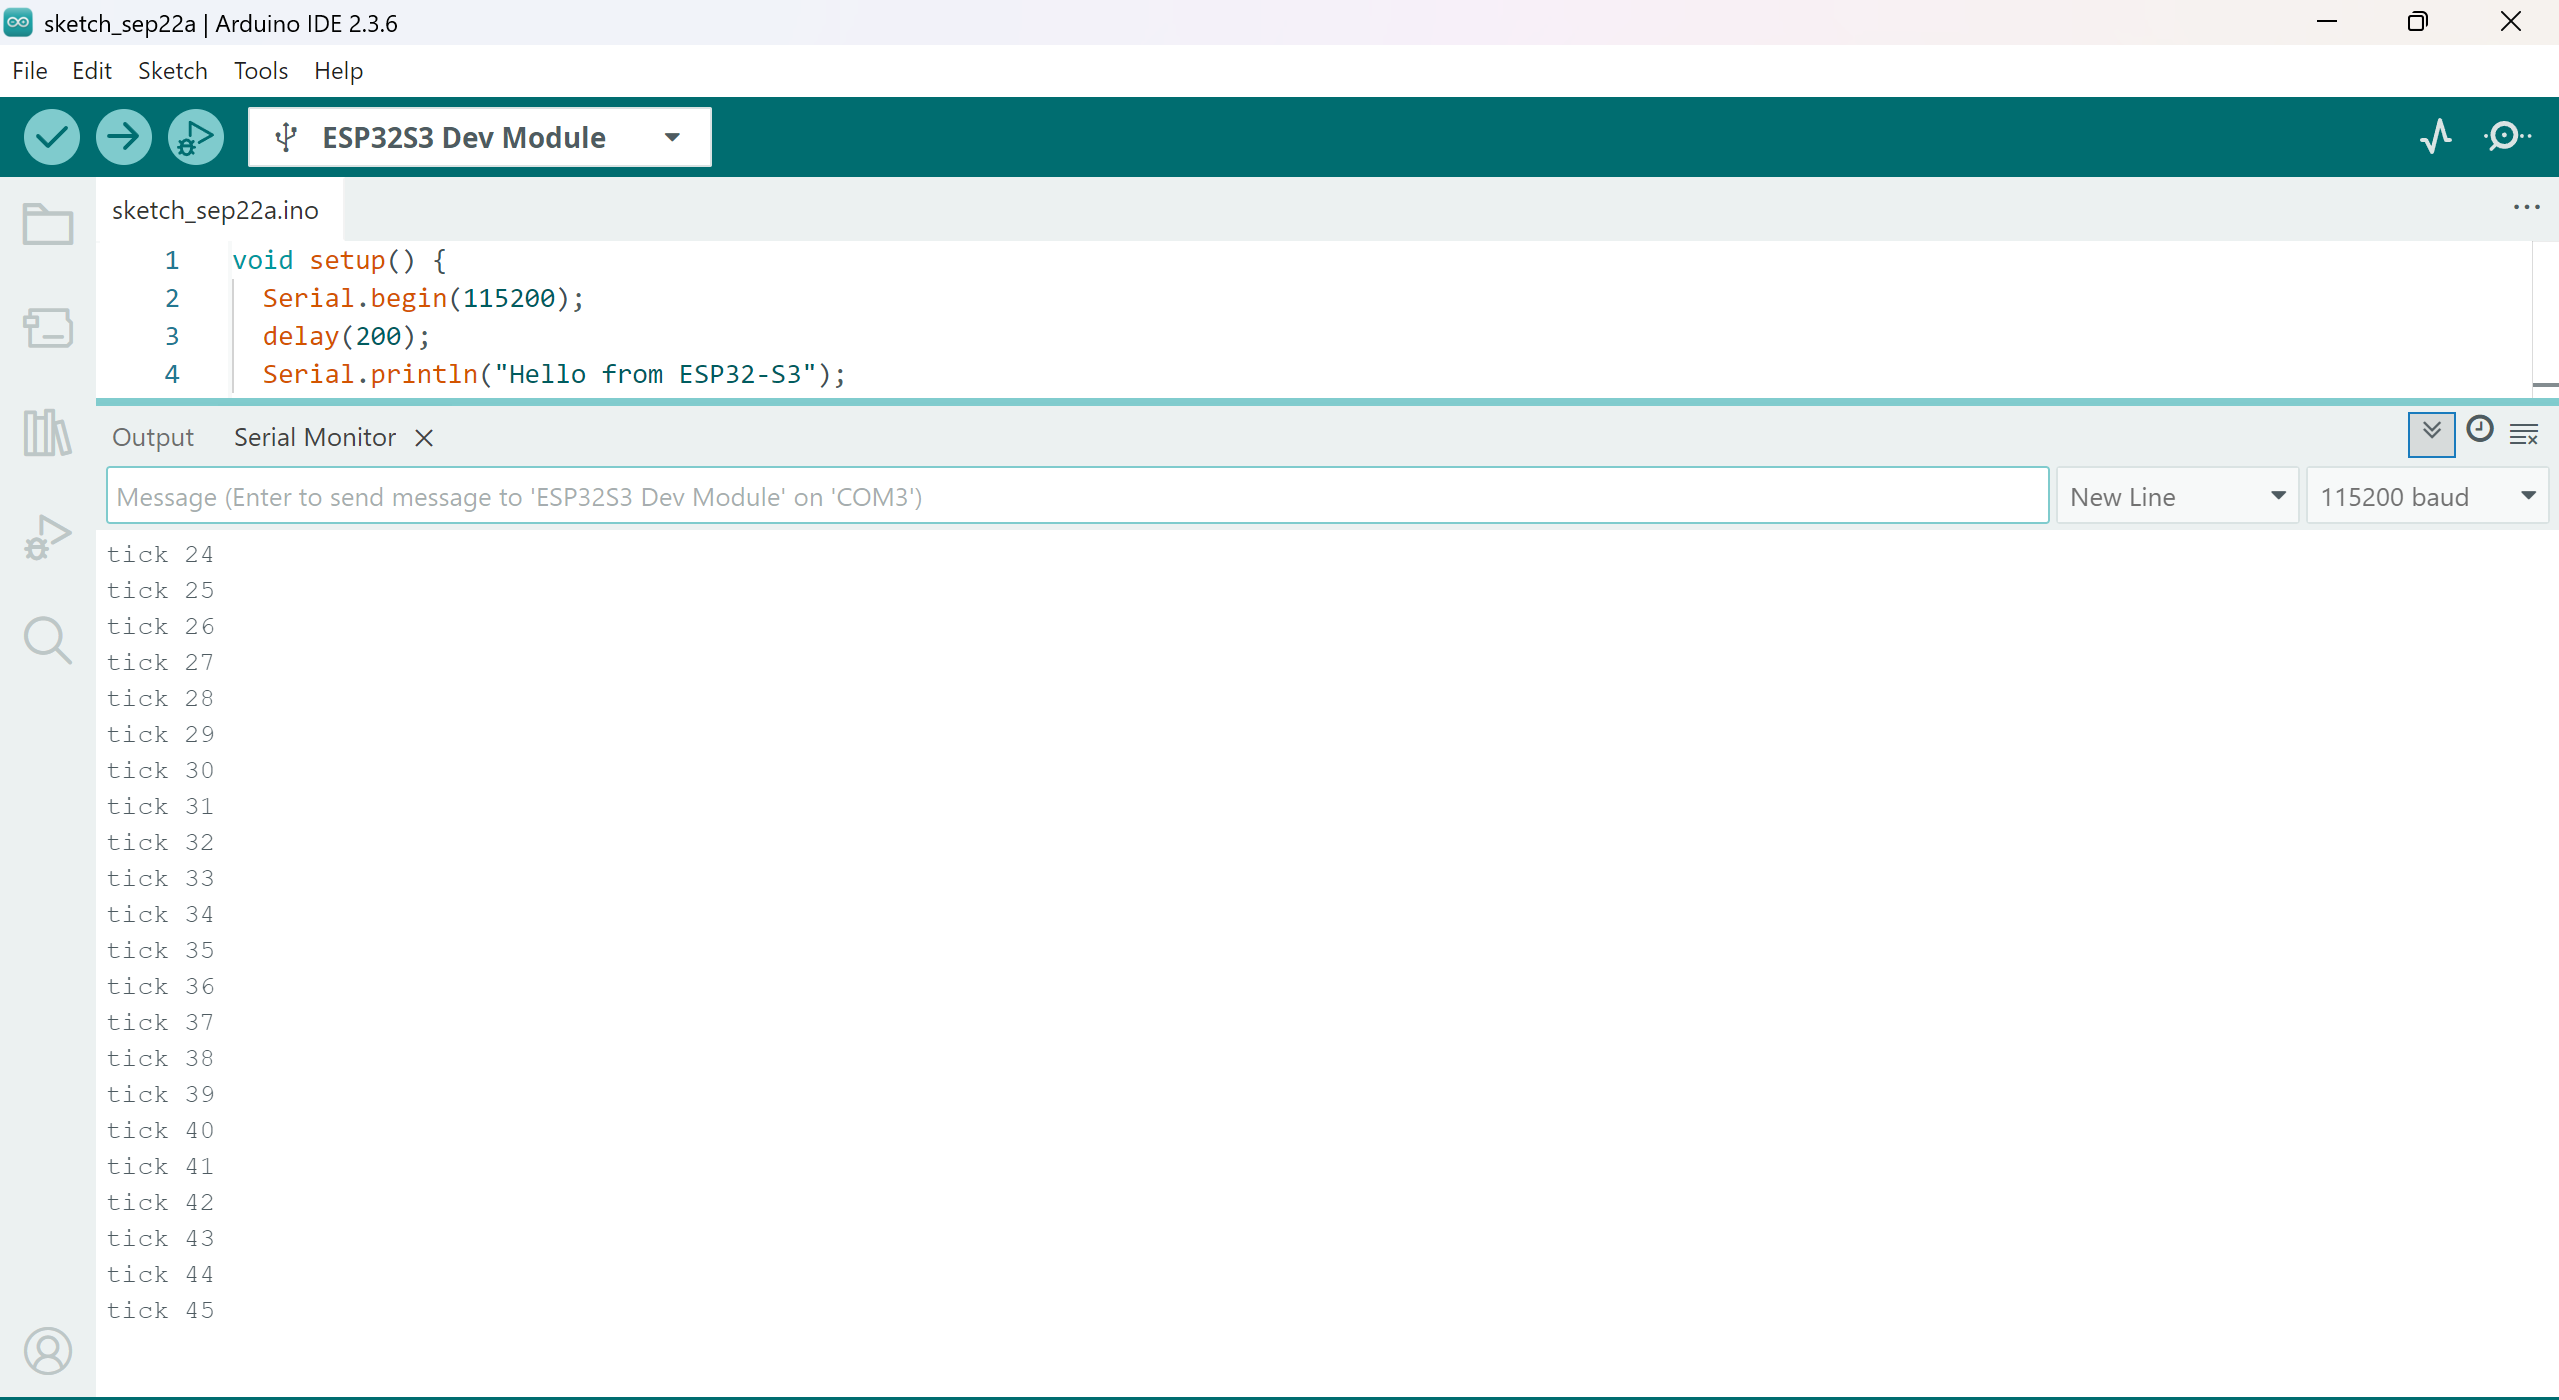 sketch_sep22a | Arduino IDE 2.3.6
File Edit Sketch Tools Help
ESP32S3 Dev Module
sketch_sep22a.ino
1 void setup() {
2 Serial.begin(115200);
3 delay(200);
4 Serial.println("Hello from ESP32-S3");
Output Serial Monitor
Message (Enter to send message to 'ESP32S3 Dev Module' on 'COM3') New Line 115200 baud
tick 24
tick 25
tick 26
tick 27
tick 28
tick 29
tick 30
tick 31
tick 32
tick 33
tick 34
tick 35
tick 36
tick 37
tick 38
tick 39
tick 40
tick 41
tick 42
tick 43
tick 44
tick 45